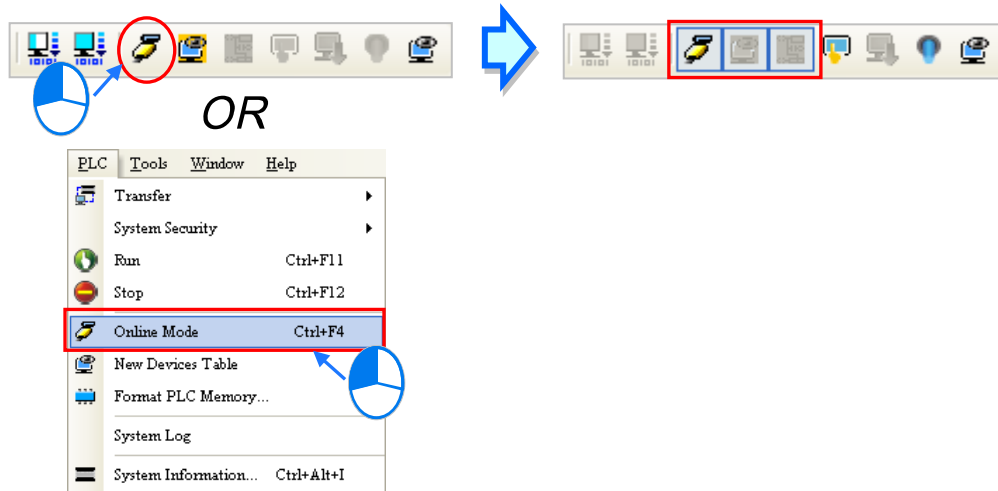 OR
PLC Tools Window Help
Transfer
System Security
Run Ctrl+F11
Stop Ctrl+F12
Online Mode Ctrl+F4
New Devices Table
Format PLC Memory...
System Log
System Information... Ctrl+Alt+I